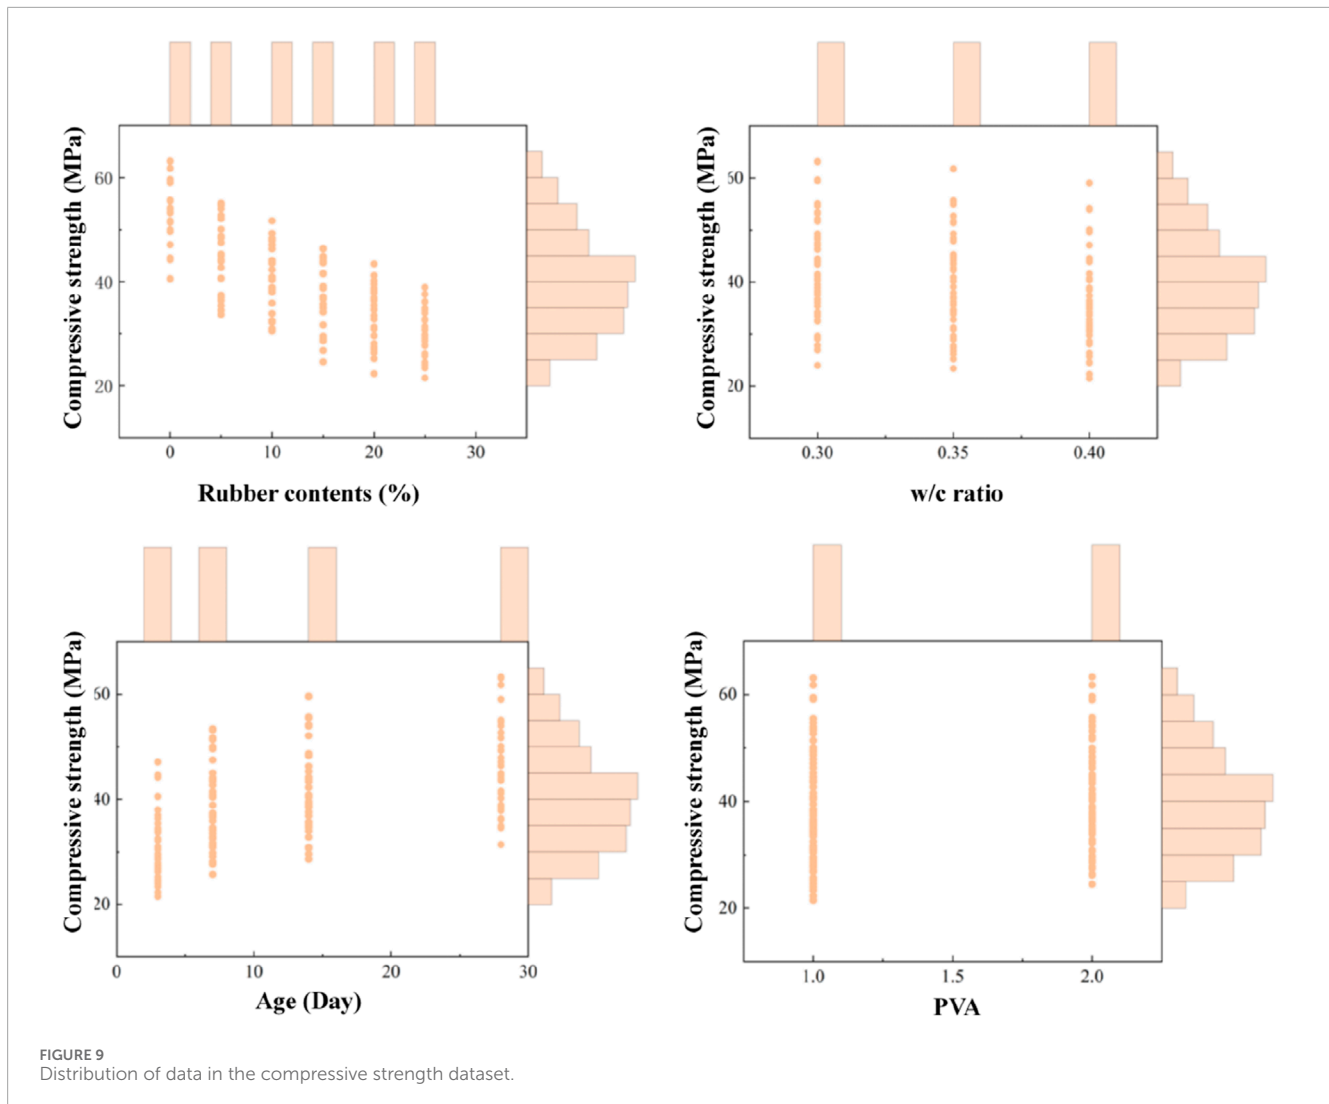 Compressive strength (MPa)
60
40
20
0 10 20 30
Rubber contents (%)
Compressive strength (MPa)
50
40
20
0.30 0.35 0.40
w/c ratio
Compressive strength (MPa)
50
40
20
0 10 20 30
Age (Day)
Compressive strength (MPa)
60
40
20
1.0 1.5 2.0
PVA
FIGURE 9
Distribution of data in the compressive strength dataset.